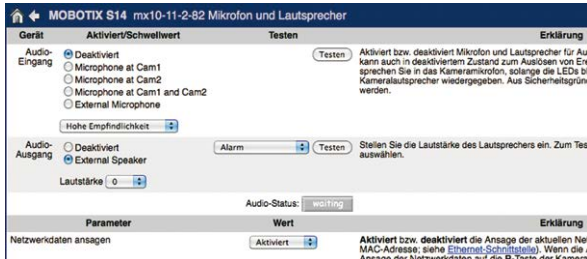 MOBOTIX S14 mx10-11-2-82 Mikrofon und Lautsprecher
Gerät Aktiviert/Schwellwert Testen Erklärung
Audio-Eingang
Deaktiviert
Microphone at Cam1
Microphone at Cam2
Microphone at Cam1 and Cam2
External Microphone
Hohe Empfindlichkeit
Testen
Aktiviert bzw. deaktiviert Mikrofon und Lautsprecher für Au
kann auch in deaktiviertem Zustand zum Auslösen von Ere
sprechen Sie in das Kameramikrofon, solange die LEDs bl
Kameralautsprecher wiedergegeben. Aus Sicherheitsgrün
werden.
Audio-Ausgang
Deaktiviert
External Speaker
Lautstärke 0
Alarm Testen
Stellen Sie die Lautstärke des Lautsprechers ein. Zum Tes
auswählen.
Audio-Status: waiting
Parameter Wert Erklärung
Netzwerkdaten ansagen Aktiviert
Aktiviert bzw. deaktiviert die Ansage der aktuellen Ne
MAC-Adresse; siehe Ethernet-Schnittstelle). Wenn die
Ansage der Netzwerkdaten auf die R-Taste der Kamera